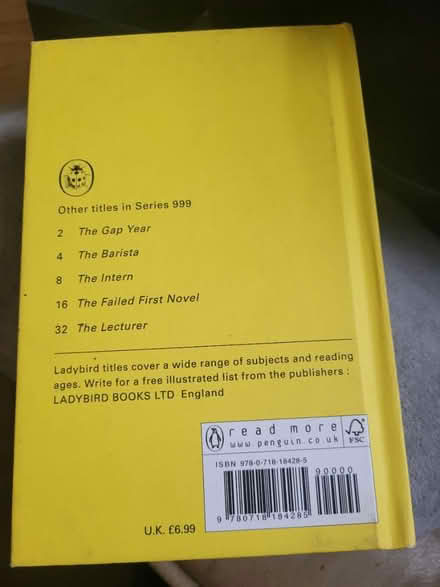 Other titles in Series 999
2 The Gap Year
4 The Barista
8 The Intern
16 The Failed First Novel
32 The Lecturer
Ladybird titles cover a wide range of subjects and reading
ages. Write for a free illustrated list from the publishers :
LADYBIRD BOOKS LTD England
read more
www.penguin.co.uk
FSC
ISBN 978-0-718-18428-5
90000
9 780718 184285
U.K. £6.99